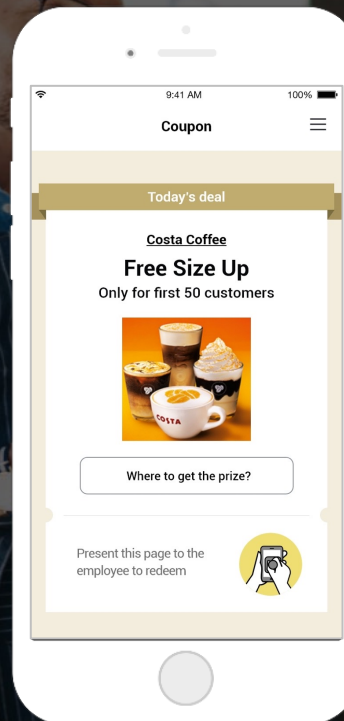 9:41 AM
100%
Coupon
Today's deal
Costa Coffee
Free Size Up
Only for first 50 customers
COSTA
Where to get the prize?
Present this page to the
employee to redeem